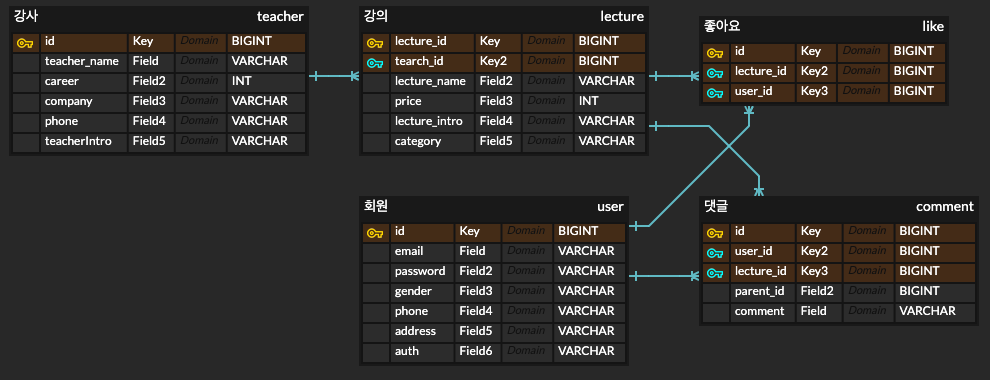 강사 teacher
id Key Domain BIGINT
teacher_name Field Domain VARCHAR
career Field2 Domain INT
company Field3 Domain VARCHAR
phone Field4 Domain VARCHAR
teacherIntro Field5 Domain VARCHAR
강의 lecture
lecture_id Key Domain BIGINT
tearch_id Key2 Domain BIGINT
lecture_name Field2 Domain VARCHAR
price Field3 Domain INT
lecture_intro Field4 Domain VARCHAR
category Field5 Domain VARCHAR
좋아요 like
id Key Domain BIGINT
lecture_id Key2 Domain BIGINT
user_id Key3 Domain BIGINT
회원 user
id Key Domain BIGINT
email Field Domain VARCHAR
password Field2 Domain VARCHAR
gender Field3 Domain VARCHAR
phone Field4 Domain VARCHAR
address Field5 Domain VARCHAR
auth Field6 Domain VARCHAR
댓글 comment
id Key Domain BIGINT
user_id Key2 Domain BIGINT
lecture_id Key3 Domain BIGINT
parent_id Field2 Domain BIGINT
comment Field Domain VARCHAR